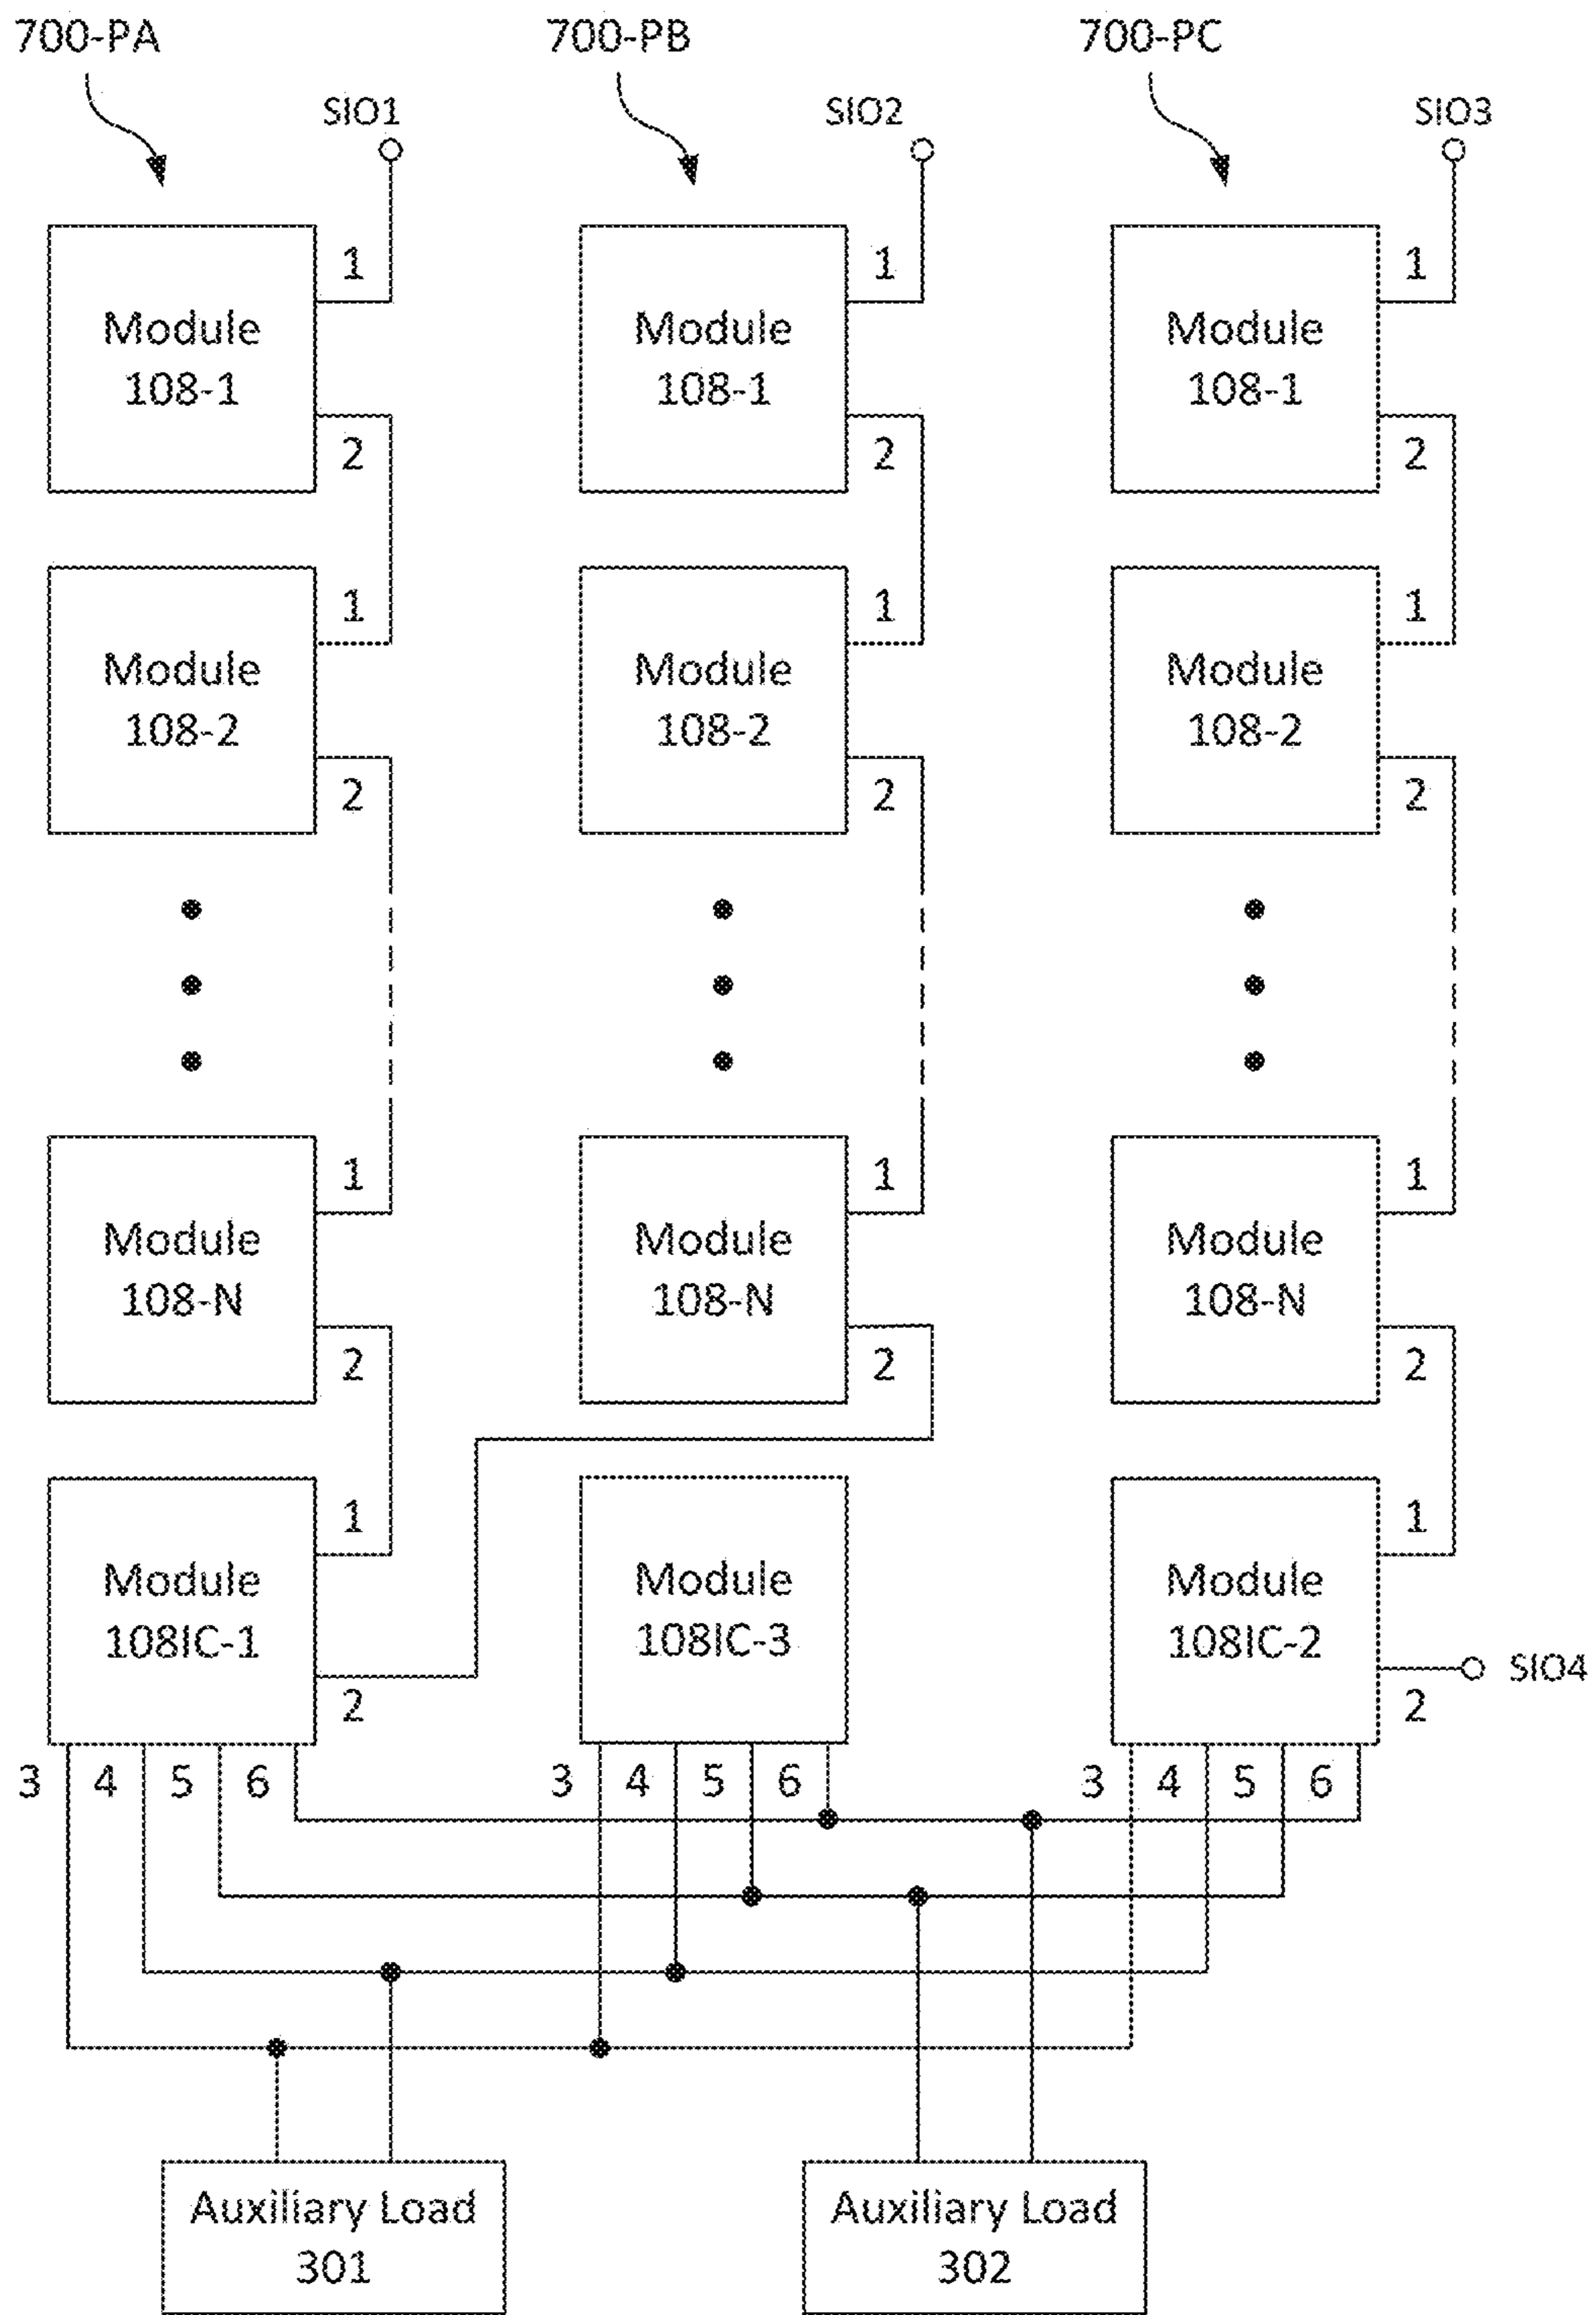 700-PA 700-PB 700-PC
SIO1 SIO2 SIO3
1 1 1
Module Module Module
108-1 108-1 108-1
2 2 2
1 1 1
Module Module Module
108-2 108-2 108-2
2 2 2
1 1 1
Module Module Module
108-N 108-N 108-N
2 2 2
1 1
Module Module Module
108IC-1 108IC-3 108IC-2
SIO4
2 2
3 4 5 6 3 4 5 6 3 4 5 6
Auxiliary Load Auxiliary Load
301 302